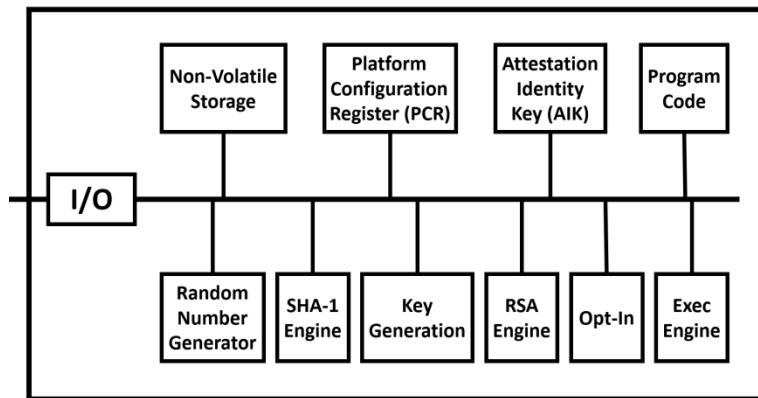 Non-Volatile
Storage
Platform
Configuration
Register (PCR)
Attestation
Identity
Key (AIK)
Program
Code
I/O
Random
Number
Generator
SHA-1
Engine
Key
Generation
RSA
Engine
Opt-In
Exec
Engine